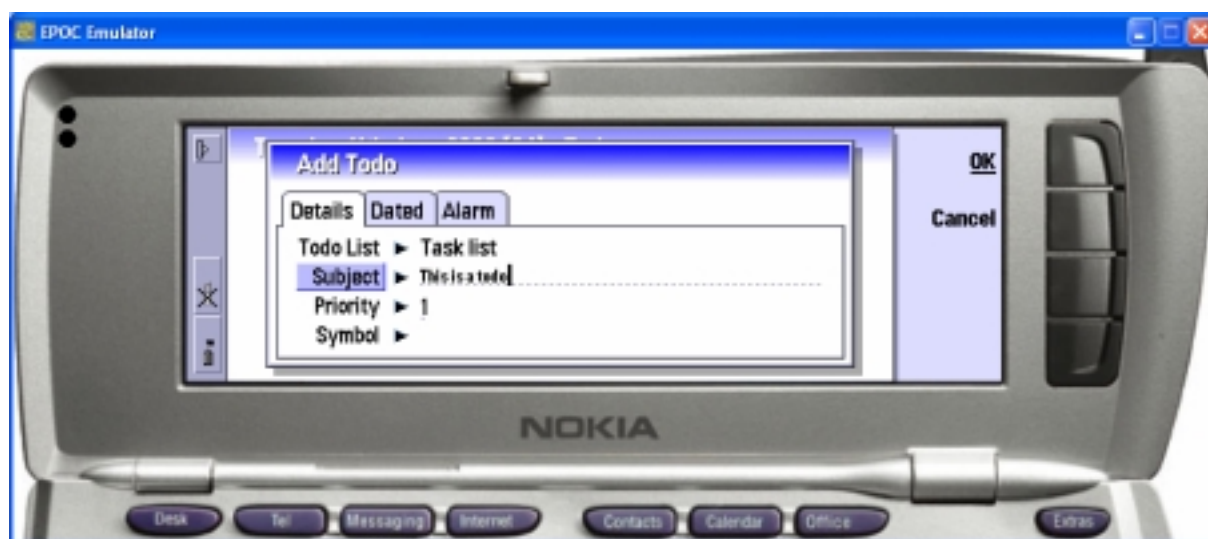 EPOC Emulator
Add Todo
OK
Cancel
Details Dated Alarm
Todo List ► Task list
Subject ► This is a todo
Priority ► 1
Symbol ►
NOKIA
Desk Tel Messaging Internet Contacts Calendar Office Extras